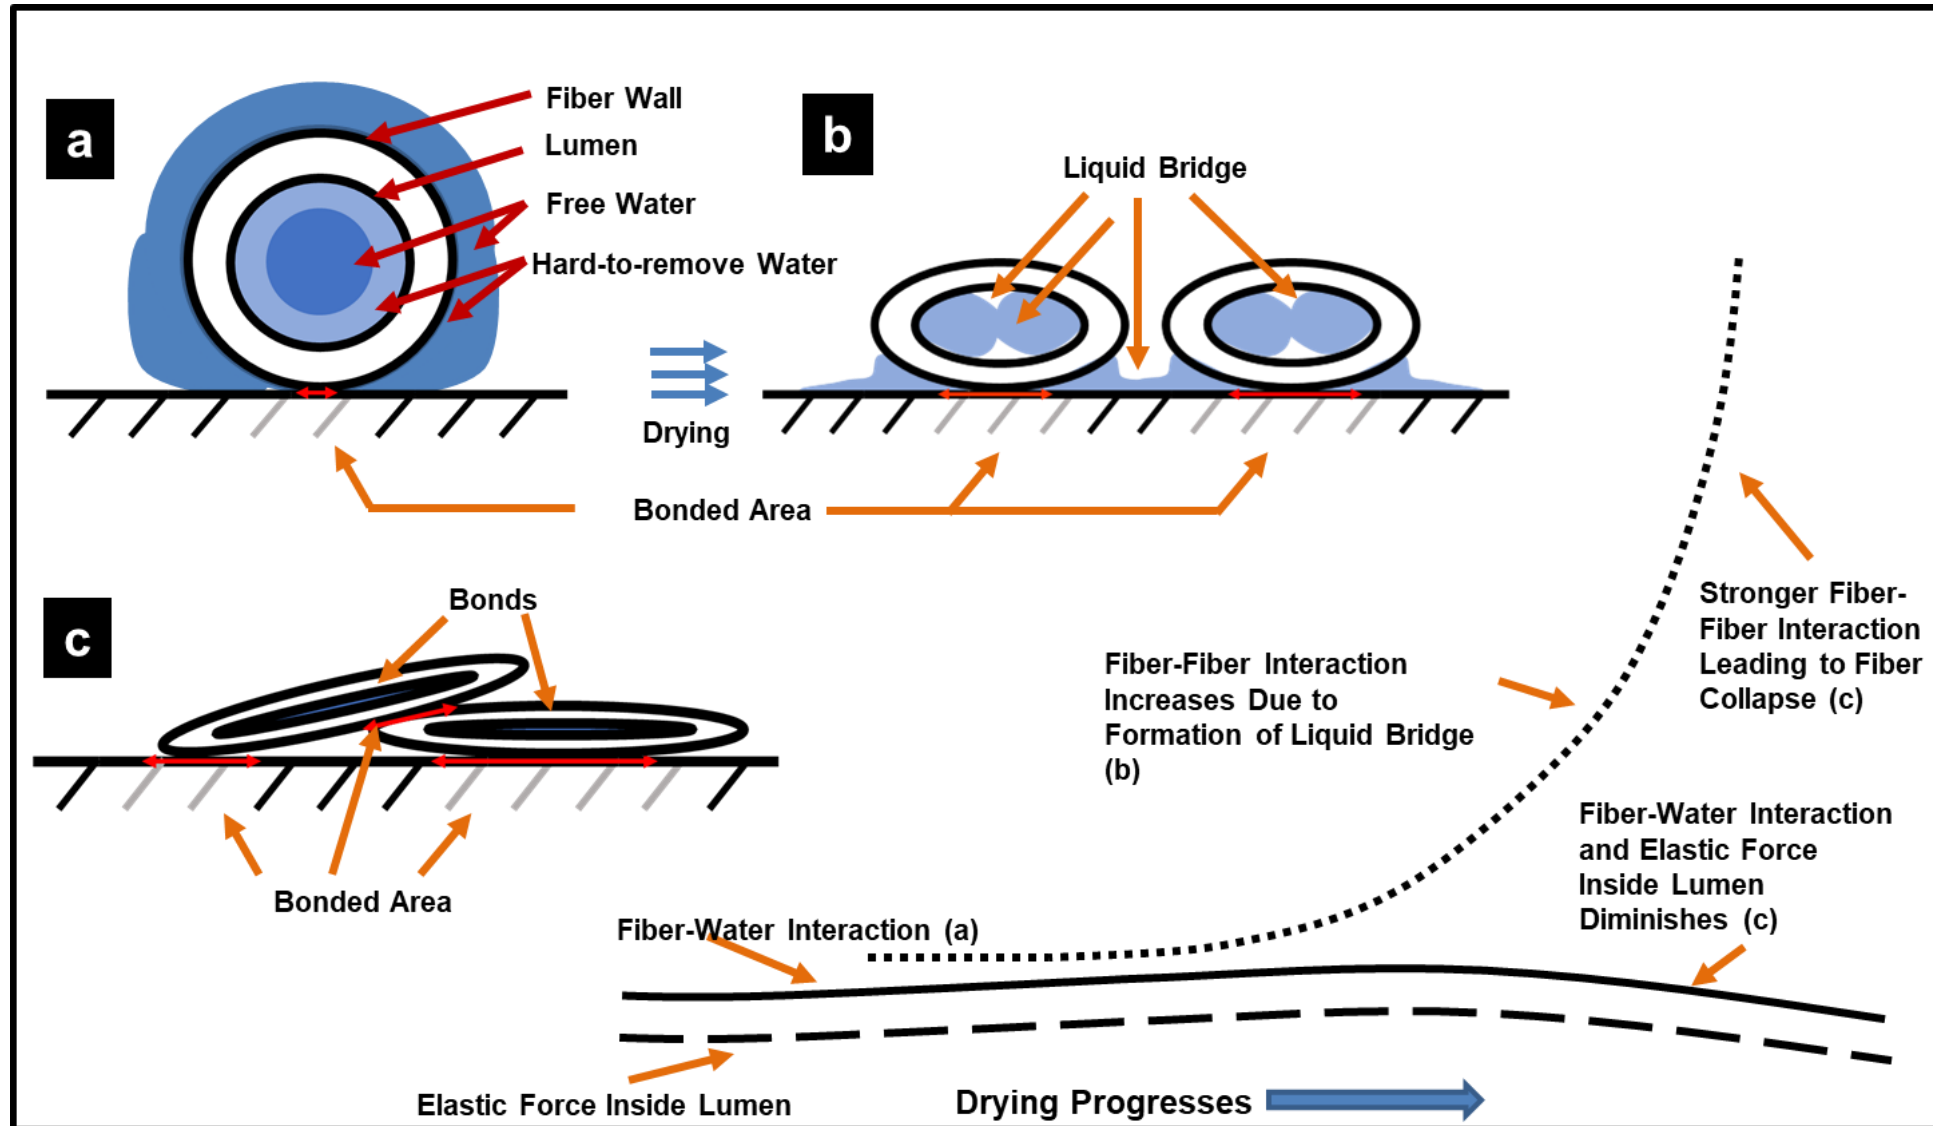 a
Fiber Wall
Lumen
Free Water
Hard-to-remove Water
b
Liquid Bridge
Drying
Bonded Area
c
Bonds
Bonded Area
Stronger Fiber-
Fiber Interaction
Leading to Fiber
Collapse (c)
Fiber-Fiber Interaction
Increases Due to
Formation of Liquid Bridge
(b)
Fiber-Water Interaction
and Elastic Force
Inside Lumen
Diminishes (c)
Fiber-Water Interaction (a)
Elastic Force Inside Lumen
Drying Progresses